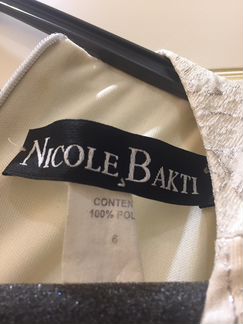 NICOLE BAKTI
CONTEN
100% POL
6